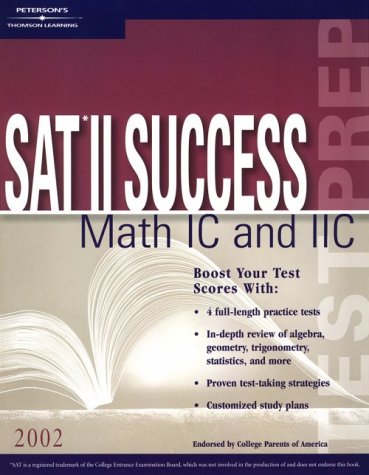 PETERSON'S
THOMSON LEARNING
SAT* II SUCCESS
Math IC and IIC
TEST PREP
Boost Your Test
Scores With:
• 4 full-length practice tests
• In-depth review of algebra,
geometry, trigonometry,
statistics, and more
• Proven test-taking strategies
• Customized study plans
2002
Endorsed by College Parents of America
*SAT is a registered trademark of the College Entrance Examination Board, which was not involved in the production of and does not endorse this book.